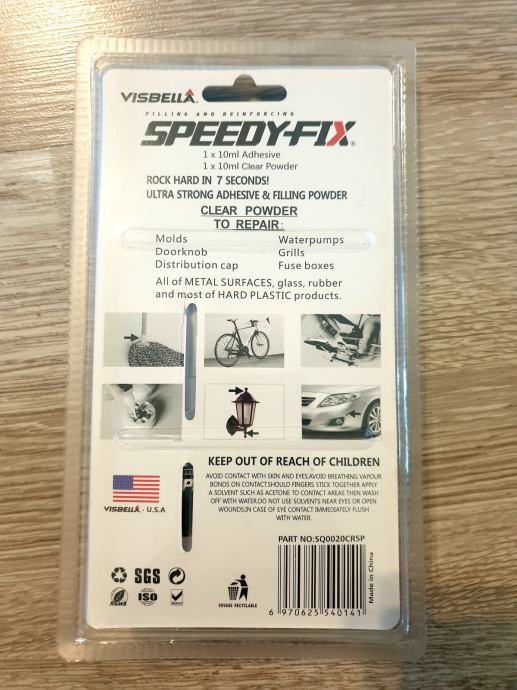 VISBELLA®
FILLING AND REINFORCING
SPEEDY-FIX®
1 x 10ml Adhesive
1 x 10ml Clear Powder
ROCK HARD IN 7 SECONDS!
ULTRA STRONG ADHESIVE & FILLING POWDER
CLEAR POWDER
TO REPAIR:
Molds Waterpumps
Doorknob Grills
Distribution cap Fuse boxes
All of METAL SURFACES, glass, rubber
and most of HARD PLASTIC products.
KEEP OUT OF REACH OF CHILDREN
AVOID CONTACT WITH SKIN AND EYES,AVOID BREATHING VAPOUR
BONDS ON CONTACT.SHOULD FINGERS STICK TOGETHER APPLY
A SOLVENT SUCH AS ACETONE TO CONTACT AREAS THEN WASH
OFF WITH WATER.DO NOT USE SOLVENTS NEAR EYES OR OPEN
WOUNDS.IN CASE OF EYE CONTACT IMMEDIATELY FLUSH
WITH WATER.
VISBELLA® U.S.A
PART NO:SQ0020CR5P
SGS
RoHS ISO REACH
ENVASE RECYCLABLE
6 970625 540141
Made in China